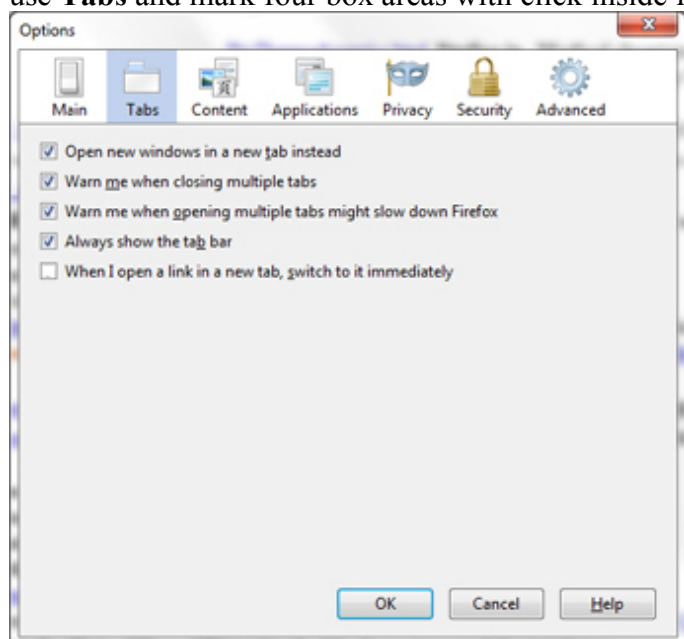 use Tabs and mark four box areas with click inside
Options
Main Tabs Content Applications Privacy Security Advanced
Open new windows in a new tab instead
Warn me when closing multiple tabs
Warn me when opening multiple tabs might slow down Firefox
Always show the tab bar
When I open a link in a new tab, switch to it immediately
OK Cancel Help